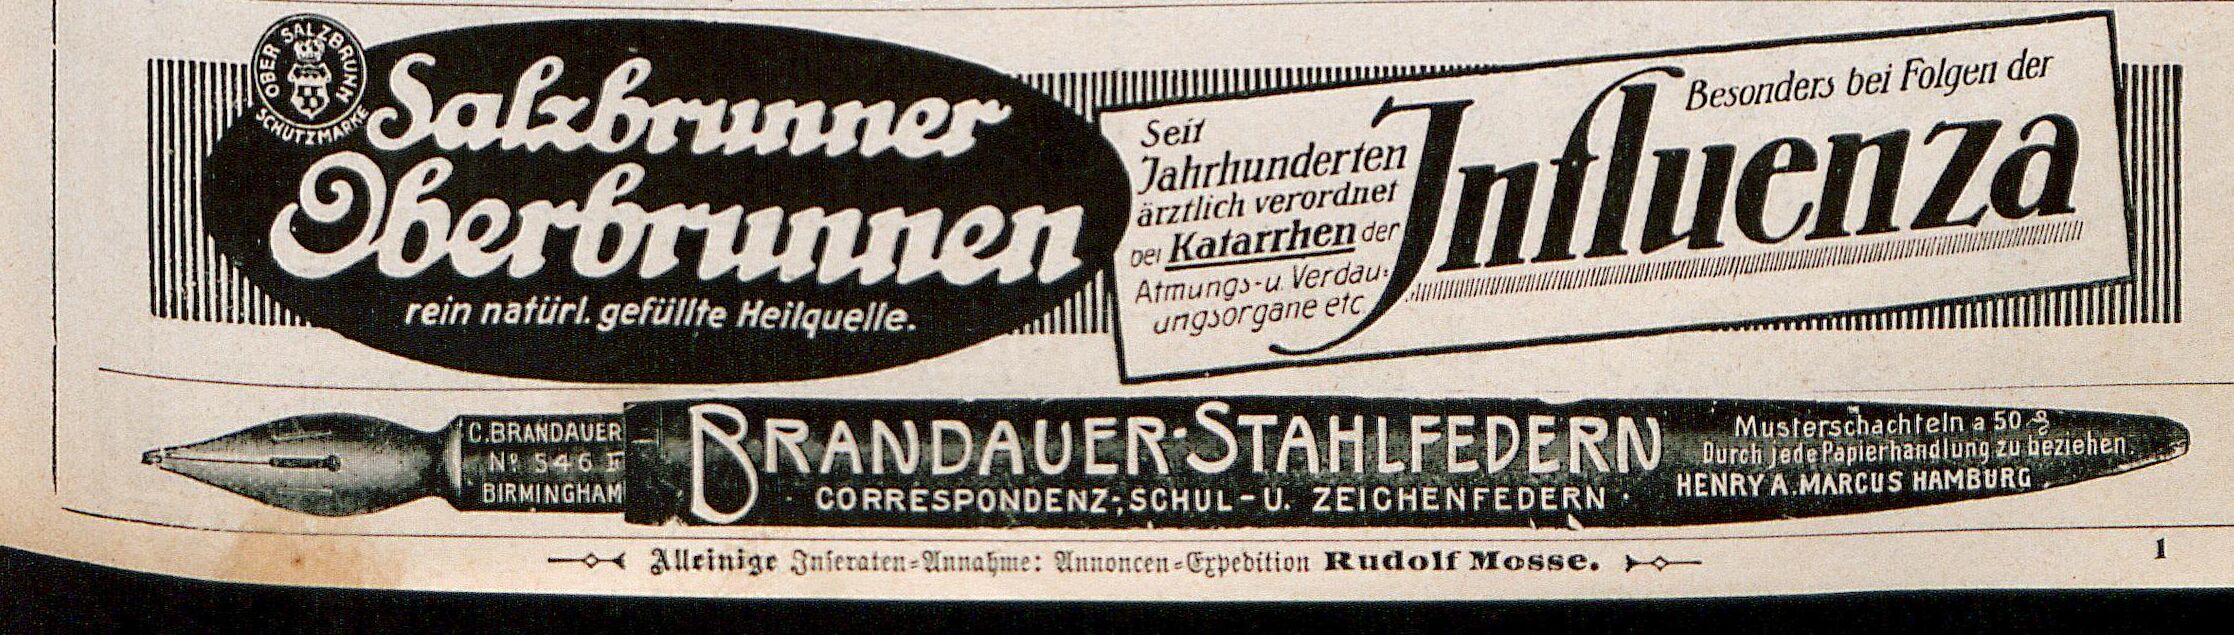 OBER SALZBRUNN
SCHUTZMARKE
Salzbrunner
Oberbrunnen
rein natürl. gefüllte Heilquelle.
Seit
Jahrhunderten
ärztlich verordnet
bei Katarrhen der
Atmungs- u. Verdau-
ungsorgane etc.
Besonders bei Folgen der
Influenza
C. BRANDAUER
Nº 546 F
BIRMINGHAM
BRANDAUER-STAHLFEDERN
CORRESPONDENZ-, SCHUL- U. ZEICHENFEDERN.
Musterschachteln a 50 ₰
Durch jede Papierhandlung zu beziehen.
HENRY A. MARCUS HAMBURG
Alleinige Inseraten-Annahme: Annoncen-Expedition Rudolf Mosse.
1